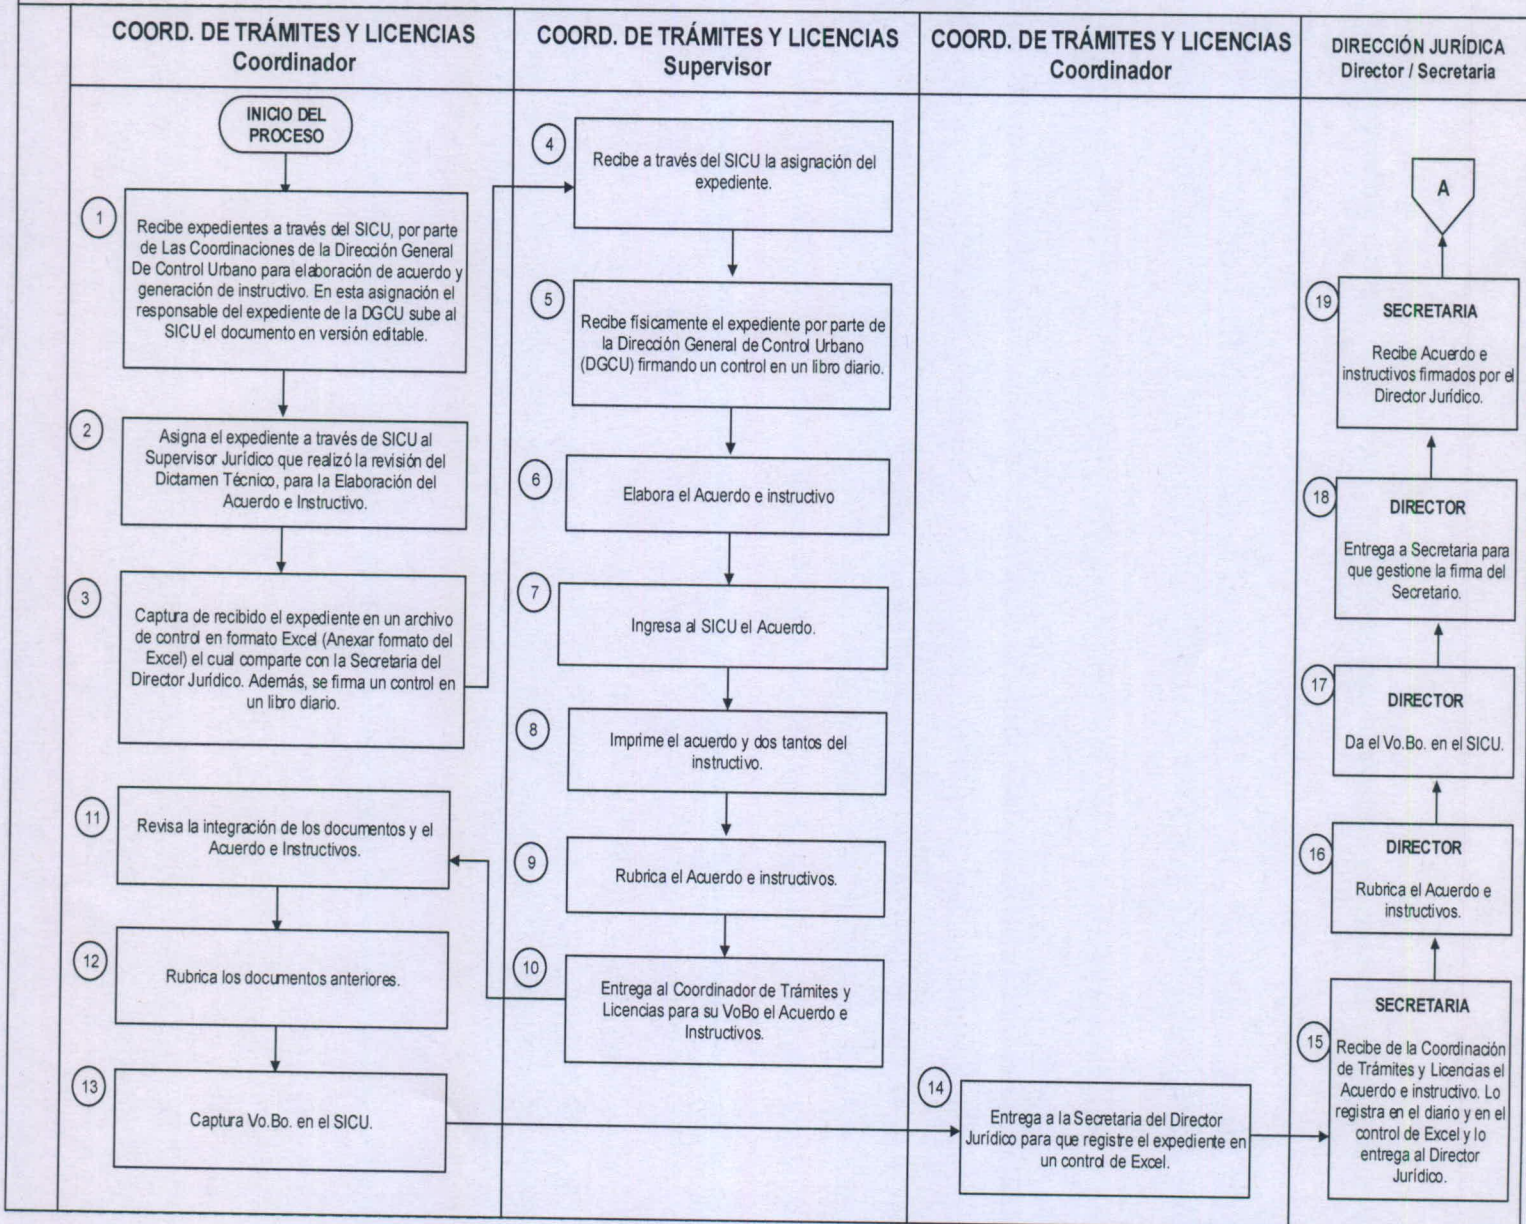 COORD. DE TRÁMITES Y LICENCIAS
Coordinador
COORD. DE TRÁMITES Y LICENCIAS
Supervisor
COORD. DE TRÁMITES Y LICENCIAS
Coordinador
DIRECCIÓN JURÍDICA
Director / Secretaria
INICIO DEL
PROCESO
1
Recibe expedientes a través del SICU, por parte
de Las Coordinaciones de la Dirección General
De Control Urbano para elaboración de acuerdo y
generación de instructivo. En esta asignación el
responsable del expediente de la DGCU sube al
SICU el documento en versión editable.
2
Asigna el expediente a través de SICU al
Supervisor Jurídico que realizó la revisión del
Dictamen Técnico, para la Elaboración del
Acuerdo e Instructivo.
3
Captura de recibido el expediente en un archivo
de control en formato Excel (Anexar formato del
Excel) el cual comparte con la Secretaria del
Director Jurídico. Además, se firma un control en
un libro diario.
4
Recibe a través del SICU la asignación del
expediente.
5
Recibe físicamente el expediente por parte de
la Dirección General de Control Urbano
(DGCU) firmando un control en un libro diario.
6
Elabora el Acuerdo e instructivo
7
Ingresa al SICU el Acuerdo.
8
Imprime el acuerdo y dos tantos del
instructivo.
9
Rubrica el Acuerdo e instructivos.
10
Entrega al Coordinador de Trámites y
Licencias para su VoBo el Acuerdo e
Instructivos.
11
Revisa la integración de los documentos y el
Acuerdo e Instructivos.
12
Rubrica los documentos anteriores.
13
Captura Vo.Bo. en el SICU.
14
Entrega a la Secretaria del Director
Jurídico para que registre el expediente en
un control de Excel.
15
SECRETARIA
Recibe de la Coordinación
de Trámites y Licencias el
Acuerdo e instructivo. Lo
registra en el diario y en el
control de Excel y lo
entrega al Director
Jurídico.
16
DIRECTOR
Rubrica el Acuerdo e
instructivos.
17
DIRECTOR
Da el Vo.Bo. en el SICU.
18
DIRECTOR
Entrega a Secretaria para
que gestione la firma del
Secretario.
19
SECRETARIA
Recibe Acuerdo e
instructivos firmados por el
Director Jurídico.
A